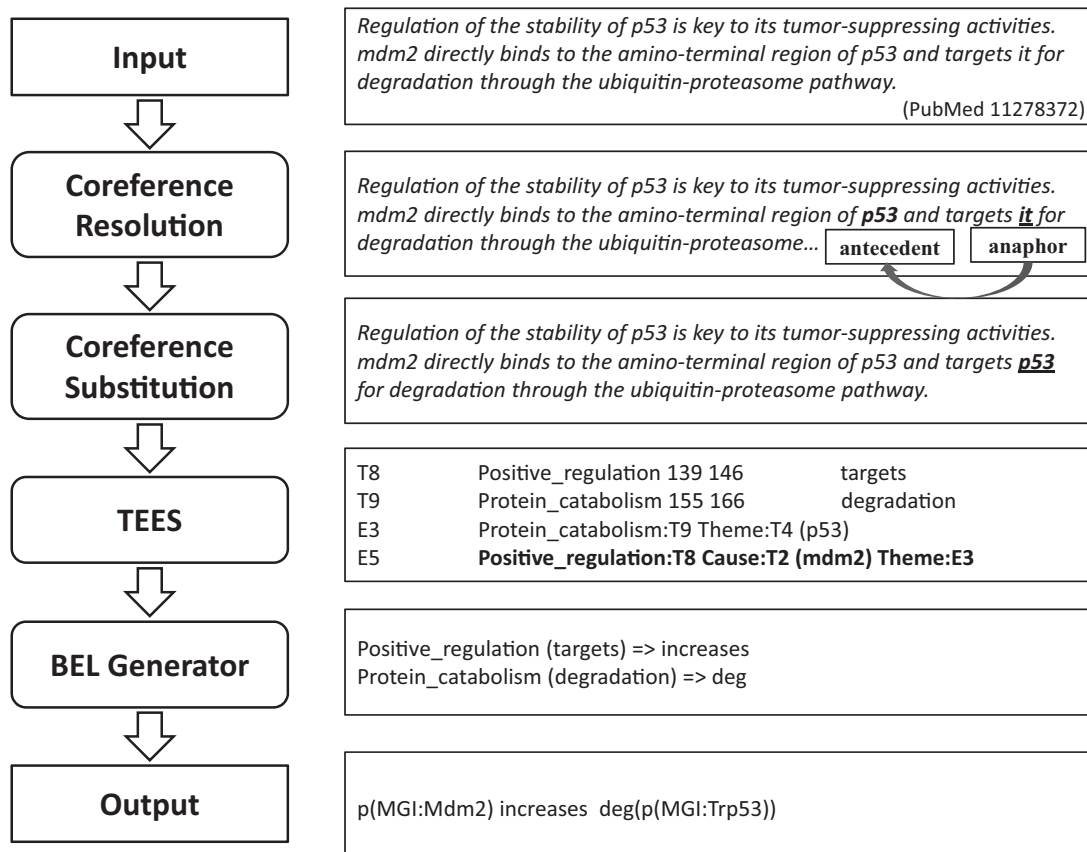 Input
Regulation of the stability of p53 is key to its tumor-suppressing activities.
mdm2 directly binds to the amino-terminal region of p53 and targets it for
degradation through the ubiquitin-proteasome pathway.
(PubMed 11278372)
Coreference
Resolution
Regulation of the stability of p53 is key to its tumor-suppressing activities.
mdm2 directly binds to the amino-terminal region of p53 and targets it for
degradation through the ubiquitin-proteasome...
antecedent anaphor
Coreference
Substitution
Regulation of the stability of p53 is key to its tumor-suppressing activities.
mdm2 directly binds to the amino-terminal region of p53 and targets p53
for degradation through the ubiquitin-proteasome pathway.
TEES
T8 Positive_regulation 139 146 targets
T9 Protein_catabolism 155 166 degradation
E3 Protein_catabolism:T9 Theme:T4 (p53)
E5 Positive_regulation:T8 Cause:T2 (mdm2) Theme:E3
BEL Generator
Positive_regulation (targets) => increases
Protein_catabolism (degradation) => deg
Output
p(MGI:Mdm2) increases deg(p(MGI:Trp53))